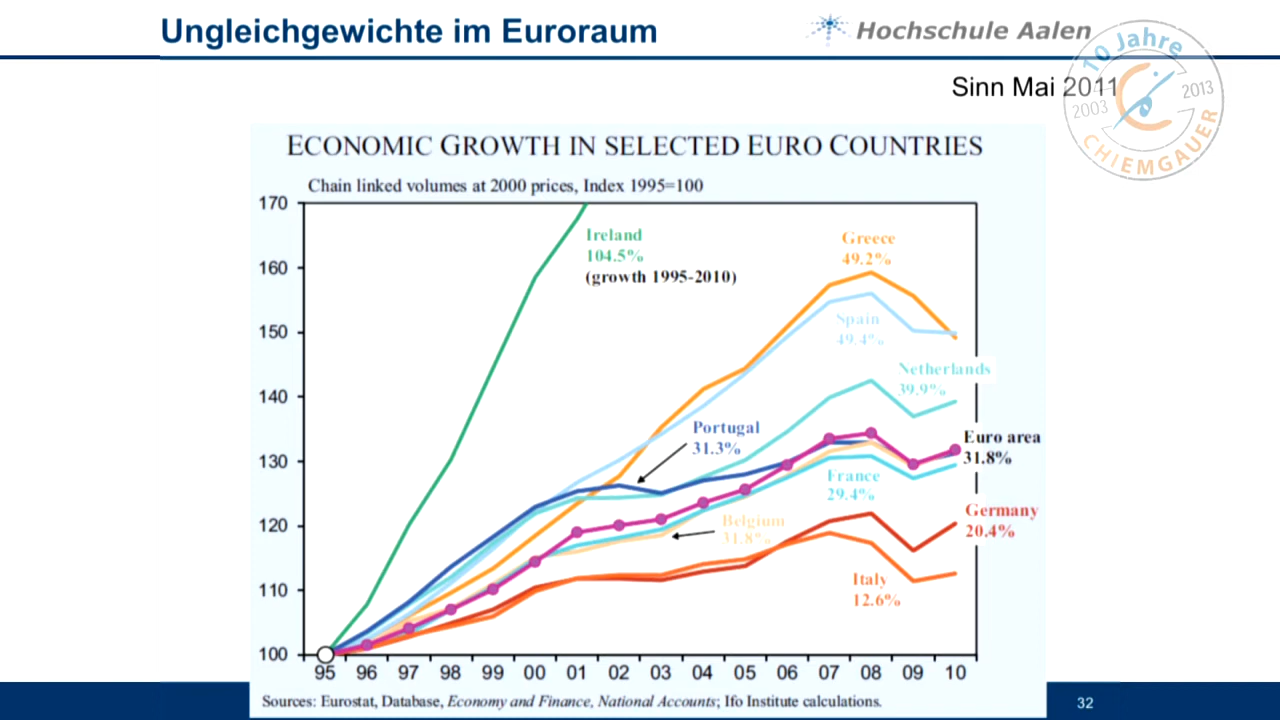 Ungleichgewichte im Euroraum
Hochschule Aalen
10 Jahre
2003
2013
CHIEMGAUER
Sinn Mai 2011
ECONOMIC GROWTH IN SELECTED EURO COUNTRIES
Chain linked volumes at 2000 prices, Index 1995=100
170
160
150
140
130
120
110
100
Ireland
104.5%
(growth 1995-2010)
Greece
49.2%
Spain
49.4%
Netherlands
39.9%
Portugal
31.3%
Euro area
31.8%
France
29.4%
Belgium
31.8%
Germany
20.4%
Italy
12.6%
95 96 97 98 99 00 01 02 03 04 05 06 07 08 09 10
Sources: Eurostat, Database, Economy and Finance, National Accounts; Ifo Institute calculations.
32